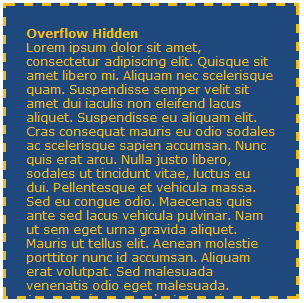 Overflow Hidden
Lorem ipsum dolor sit amet,
consectetur adipiscing elit. Quisque sit
amet libero mi. Aliquam nec scelerisque
quam. Suspendisse semper velit sit
amet dui iaculis non eleifend lacus
aliquet. Suspendisse eu aliquam elit.
Cras consequat mauris eu odio sodales
ac scelerisque sapien accumsan. Nunc
quis erat arcu. Nulla justo libero,
sodales ut tincidunt vitae, luctus eu
dui. Pellentesque et vehicula massa.
Sed eu congue odio. Maecenas quis
ante sed lacus vehicula pulvinar. Nam
ut sem eget urna gravida aliquet.
Mauris ut tellus elit. Aenean molestie
porttitor nunc id accumsan. Aliquam
erat volutpat. Sed malesuada
venenatis odio eget malesuada.